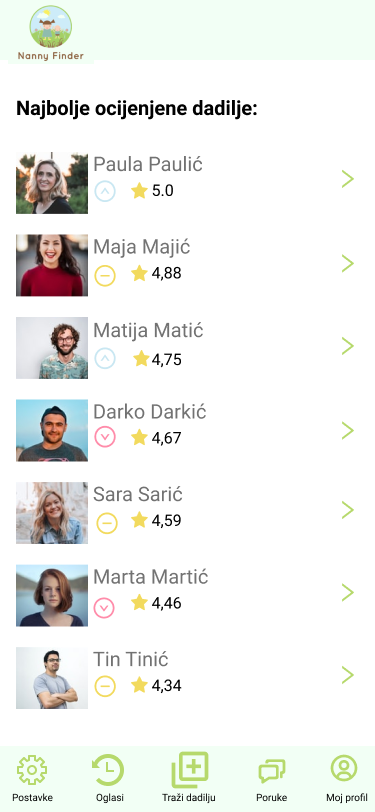 Nanny Finder
Najbolje ocijenjene dadilje:
Paula Paulić
5.0
Maja Majić
4,88
Matija Matić
4,75
Darko Darkić
4,67
Sara Sarić
4,59
Marta Martić
4,46
Tin Tinić
4,34
Postavke Oglasi Traži dadilju Poruke Moj profil